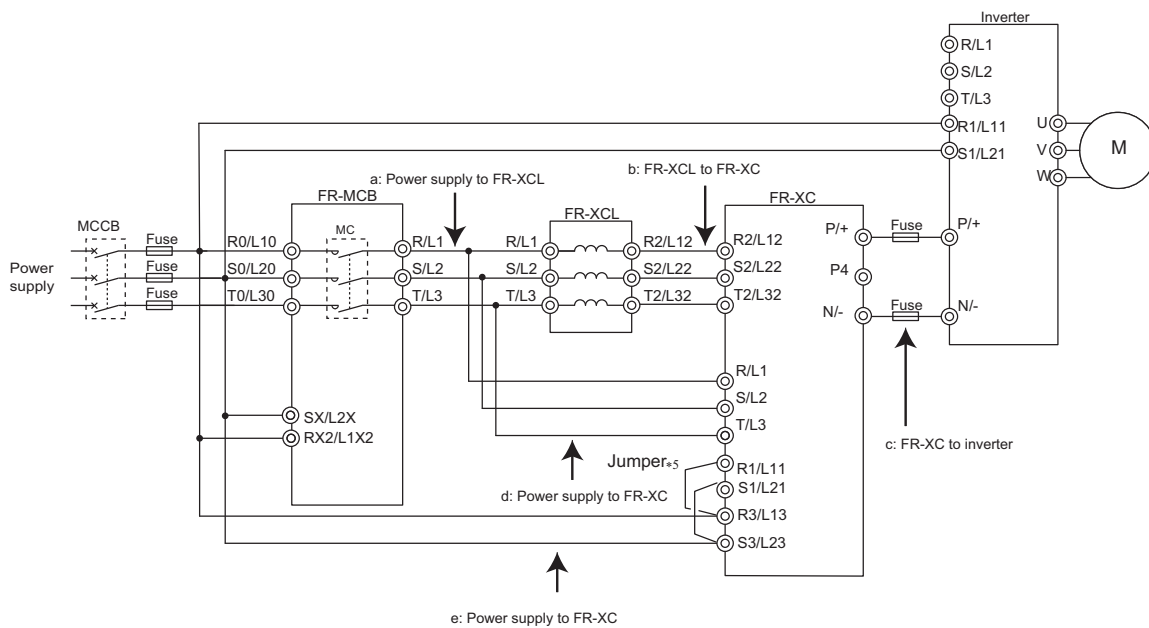 Inverter
R/L1
S/L2
T/L3
R1/L11
U
S1/L21
V
M
W
a: Power supply to FR-XCL
b: FR-XCL to FR-XC
FR-MCB
FR-XCL
FR-XC
MCCB
MC
Fuse
R0/L10
R/L1
R/L1
R2/L12
R2/L12
P/+
Fuse
P/+
Power
supply
Fuse
S0/L20
S/L2
S/L2
S2/L22
S2/L22
P4
Fuse
T0/L30
T/L3
T/L3
T2/L32
T2/L32
N/-
Fuse
N/-
R/L1
S/L2
T/L3
SX/L2X
RX2/L1X2
c: FR-XC to inverter
Jumper*5
R1/L11
S1/L21
d: Power supply to FR-XC
R3/L13
S3/L23
e: Power supply to FR-XC